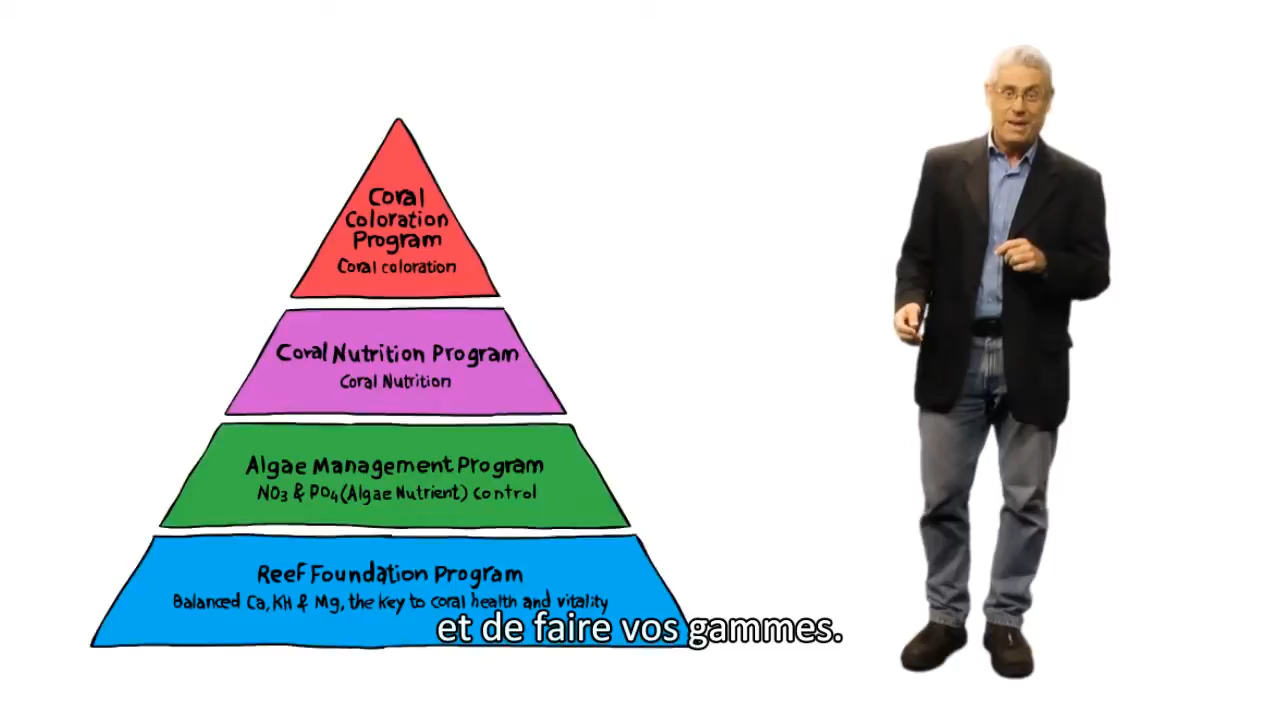 Coral
Coloration
Program
Coral coloration
Coral Nutrition Program
Coral Nutrition
Algae Management Program
NO3 & PO4 (Algae Nutrient) Control
Reef Foundation Program
Balanced Ca, KH & Mg, the key to coral health and vitality
et de faire vos gammes.